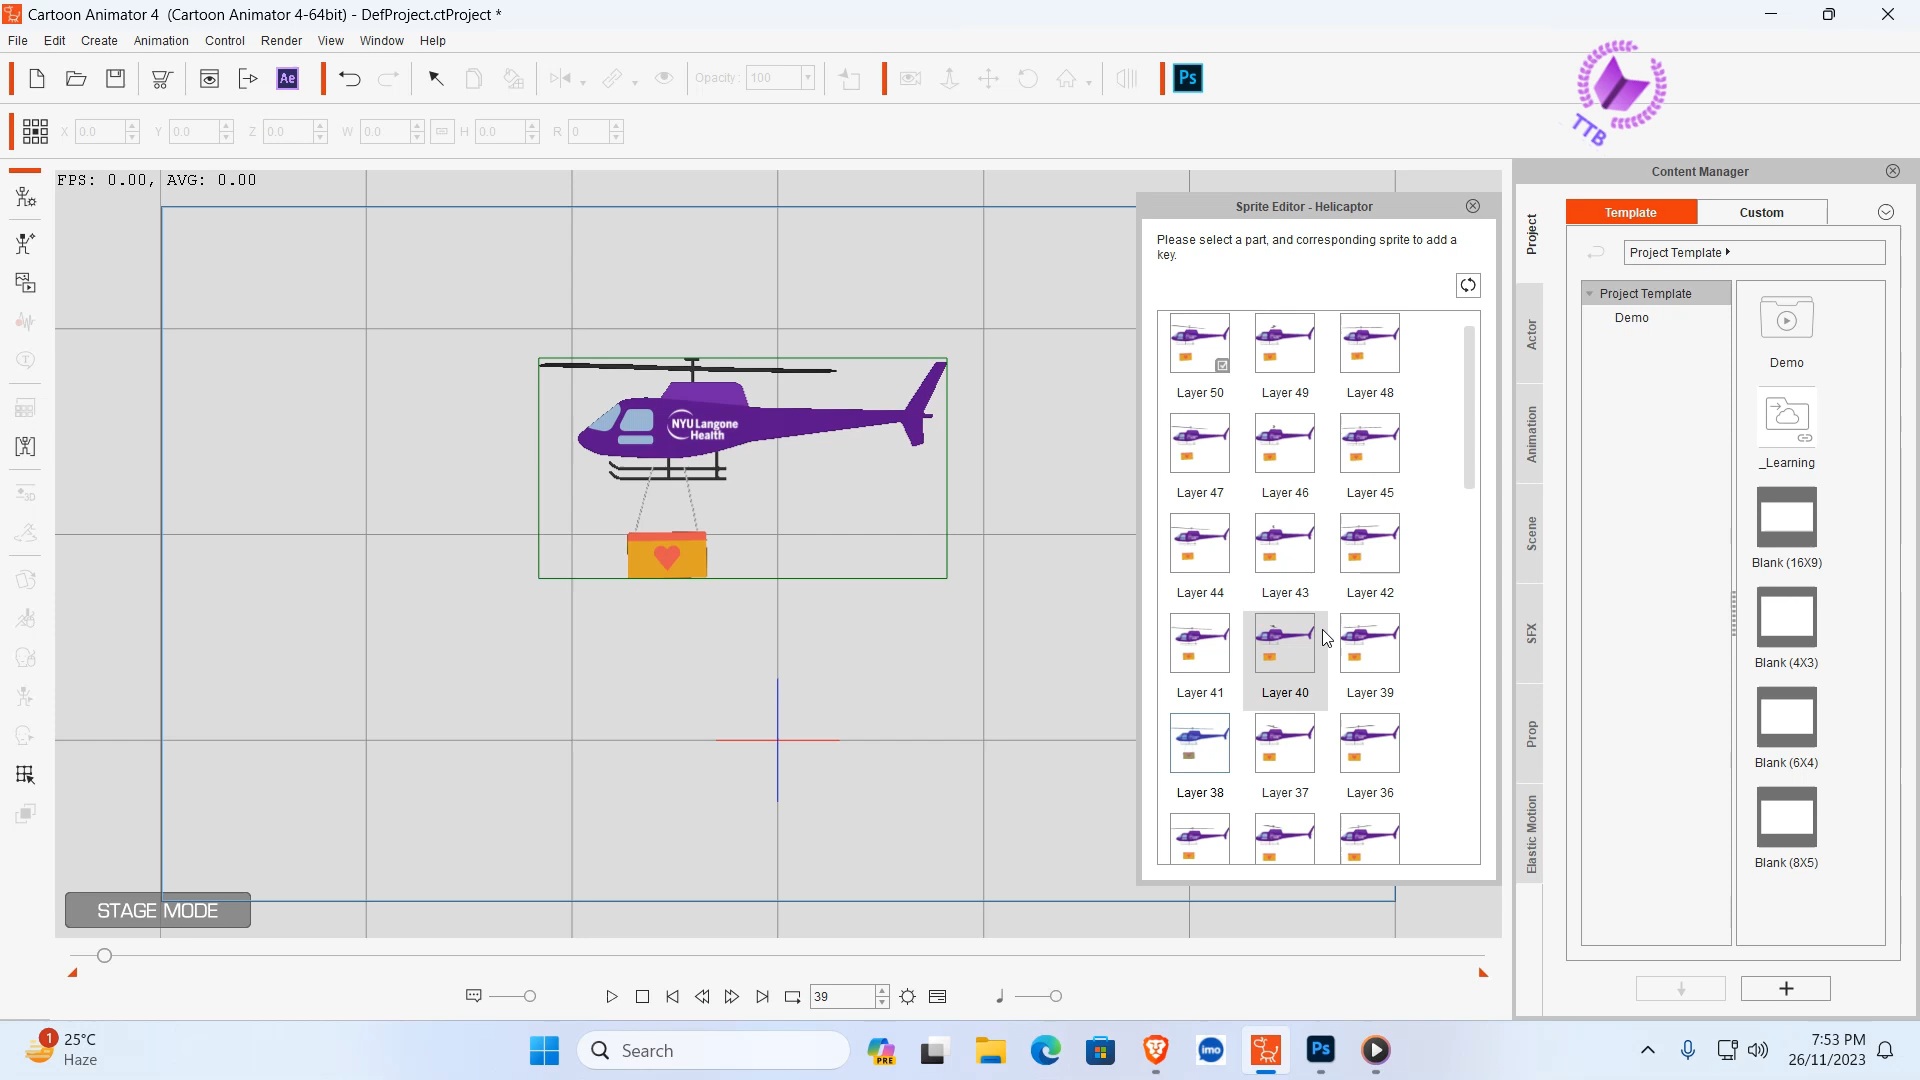 Cartoon Animator 4  (Cartoon Animator 4-64bit) - DefProject.ctProject *
File Edit Create Animation Control Render View Window Help
Ae Opacity: 100 Ps
TTB
X 0.0 Y 0.0 Z 0.0 W 0.0 H 0.0 R 0
FPS: 0.00, AVG: 0.00
NYU Langone
Health
STAGE MODE
Sprite Editor - Helicaptor
Please select a part, and corresponding sprite to add a
key.
Layer 50 Layer 49 Layer 48
Layer 47 Layer 46 Layer 45
Layer 44 Layer 43 Layer 42
Layer 41 Layer 40 Layer 39
Layer 38 Layer 37 Layer 36
Content Manager
Project
Actor
Animation
Scene
SFX
Prop
Elastic Motion
Template Custom
Project Template
Project Template
Demo
Demo
_Learning
Blank (16X9)
Blank (4X3)
Blank (6X4)
Blank (8X5)
39
1 25°C
Haze
Search
PRE
imo
Ps
7:53 PM
26/11/2023